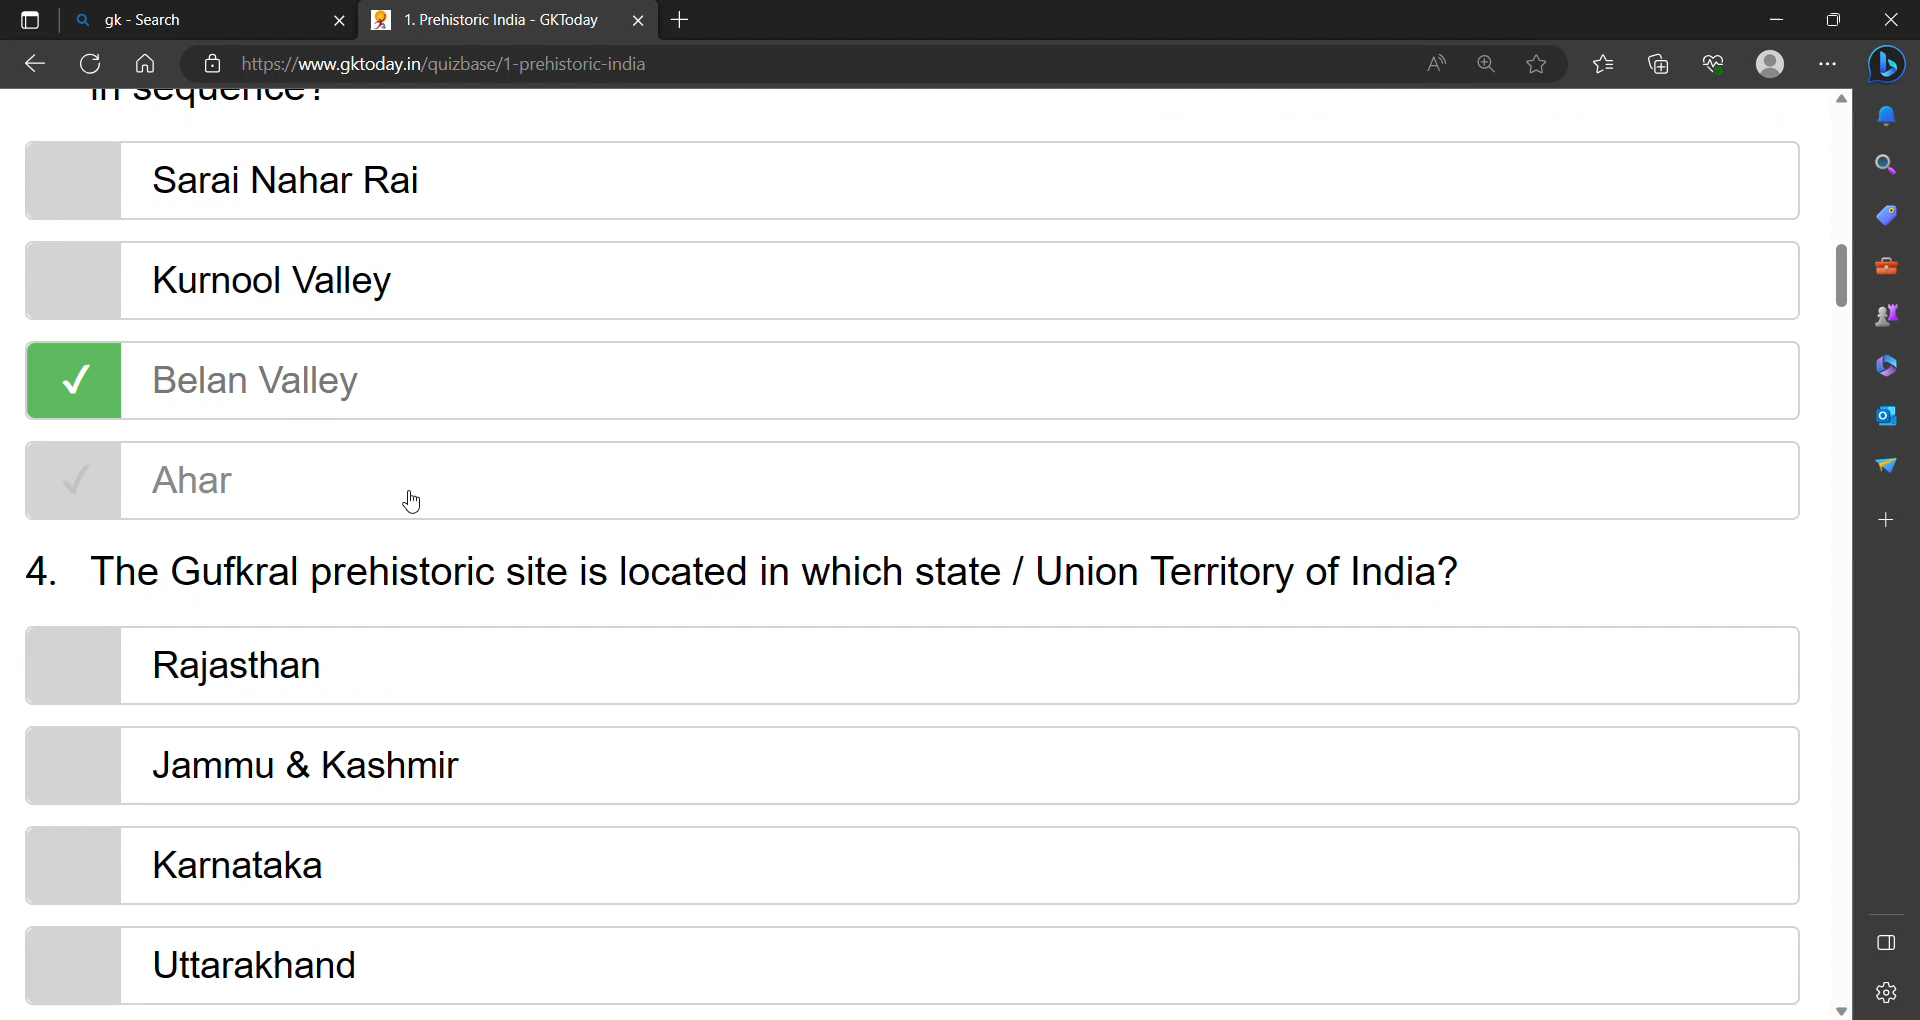 gk - Search
1. Prehistoric India - GKToday
https://www.gktoday.in/quizbase/1-prehistoric-india
in sequence?
Sarai Nahar Rai
Kurnool Valley
Belan Valley
Ahar
4. The Gufkral prehistoric site is located in which state / Union Territory of India?
Rajasthan
Jammu & Kashmir
Karnataka
Uttarakhand